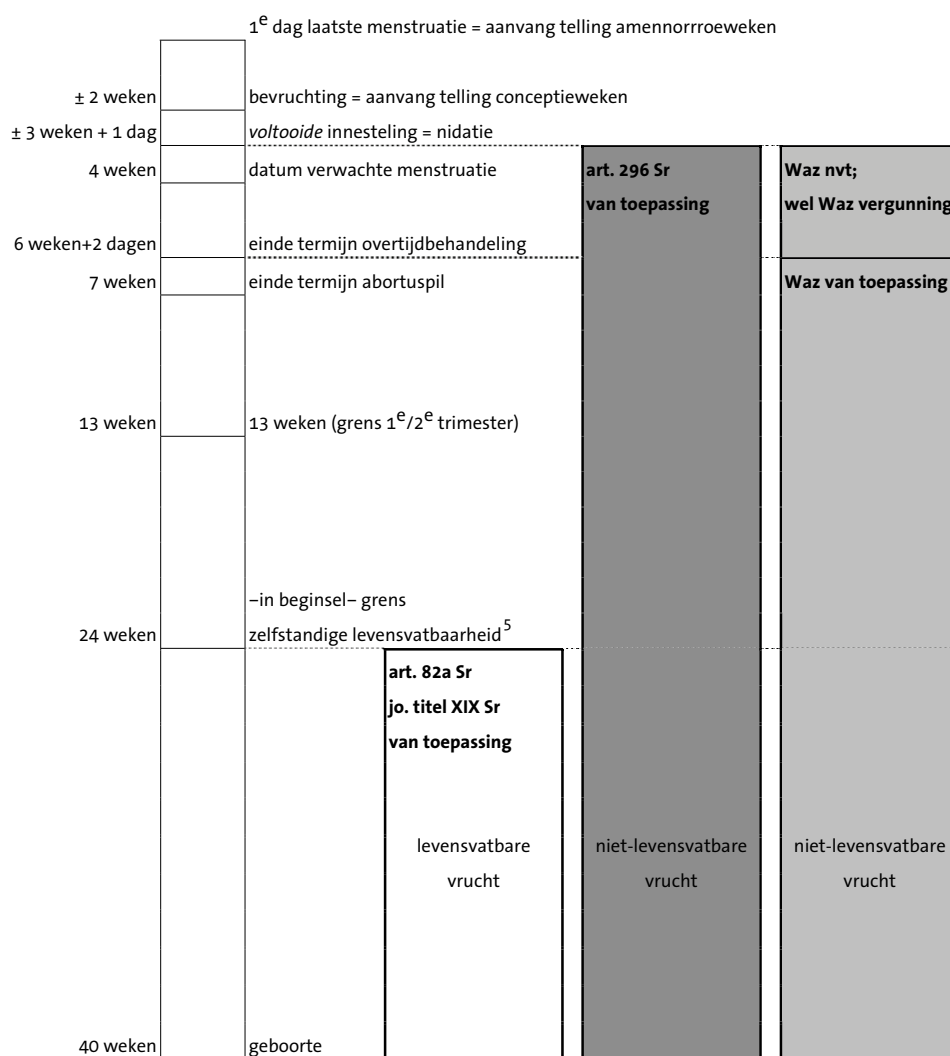 1e dag laatste menstruatie = aanvang telling amennorrroeweken
± 2 weken bevruchting = aanvang telling conceptieweken
± 3 weken + 1 dag voltooide innesteling = nidatie
4 weken datum verwachte menstruatie art. 296 Sr Waz nvt;
van toepassing wel Waz vergunning
6 weken+2 dagen einde termijn overtijdbehandeling
7 weken einde termijn abortuspil Waz van toepassing
13 weken 13 weken (grens 1e/2e trimester)
–in beginsel– grens
24 weken zelfstandige levensvatbaarheid5
art. 82a Sr
jo. titel XIX Sr
van toepassing
levensvatbare niet-levensvatbare niet-levensvatbare
vrucht vrucht vrucht
40 weken geboorte